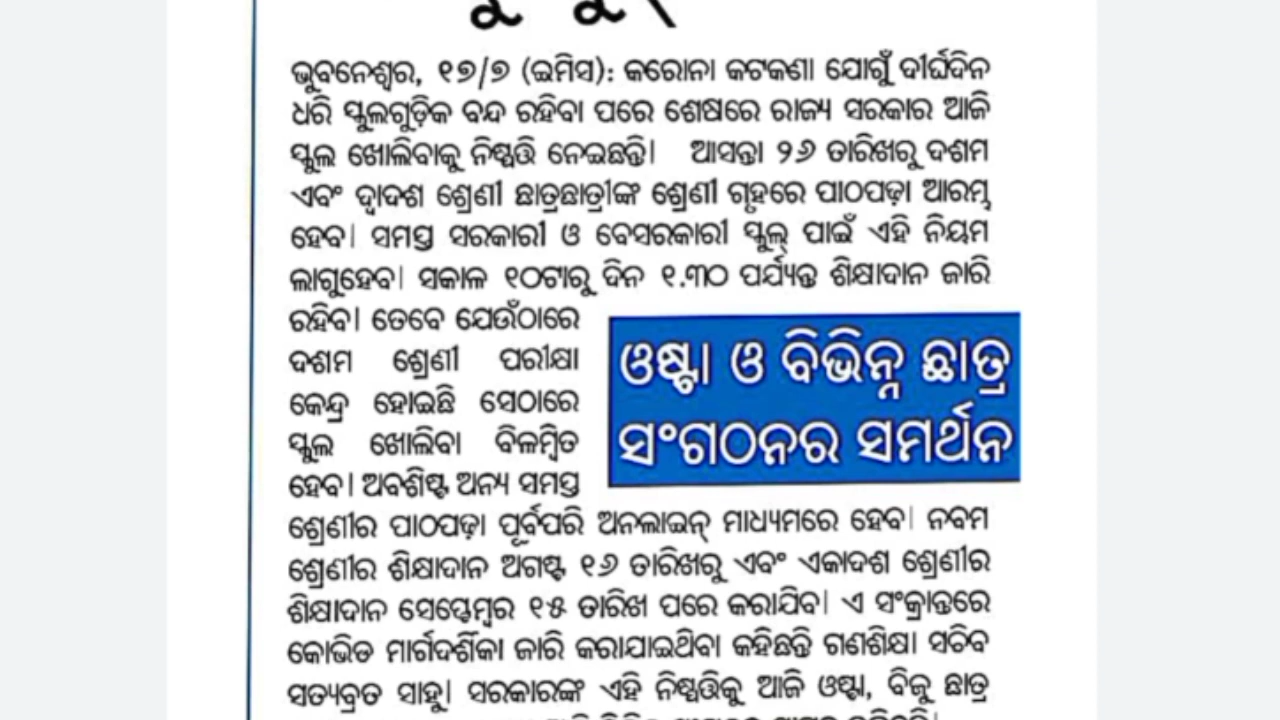 ଭୁବନେଶ୍ୱର, ୧୭/୭ (ଇମିସ): କରୋନା କଟକଣା ଯୋଗୁଁ ଦୀର୍ଘଦିନ
ଧରି ସ୍କୁଲଗୁଡ଼ିକ ବନ୍ଦ ରହିବା ପରେ ଶେଷରେ ରାଜ୍ୟ ସରକାର ଆଜି
ସ୍କୁଲ ଖୋଲିବାକୁ ନିଷ୍ପତ୍ତି ନେଇଛନ୍ତି। ଆସନ୍ତା ୨୬ ତାରିଖରୁ ଦଶମ
ଏବଂ ଦ୍ୱାଦଶ ଶ୍ରେଣୀ ଛାତ୍ରଛାତ୍ରୀଙ୍କ ଶ୍ରେଣୀ ଗୃହରେ ପାଠପଢ଼ା ଆରମ୍ଭ
ହେବ। ସମସ୍ତ ସରକାରୀ ଓ ବେସରକାରୀ ସ୍କୁଲ୍ ପାଇଁ ଏହି ନିୟମ
ଲାଗୁହେବ। ସକାଳ ୧୦ଟାରୁ ଦିନ ୧.୩୦ ପର୍ଯ୍ୟନ୍ତ ଶିକ୍ଷାଦାନ ଜାରି
ରହିବ। ତେବେ ଯେଉଁଠାରେ
ଦଶମ ଶ୍ରେଣୀ ପରୀକ୍ଷା
କେନ୍ଦ୍ର ହୋଇଛି ସେଠାରେ
ସ୍କୁଲ ଖୋଲିବା ବିଳମ୍ବିତ
ହେବ। ଅବଶିଷ୍ଟ ଅନ୍ୟ ସମସ୍ତ
ଓଷ୍ଟା ଓ ବିଭିନ୍ନ ଛାତ୍ର
ସଂଗଠନର ସମର୍ଥନ
ଶ୍ରେଣୀର ପାଠପଢ଼ା ପୂର୍ବପରି ଅନଲାଇନ୍ ମାଧ୍ୟମରେ ହେବ। ନବମ
ଶ୍ରେଣୀର ଶିକ୍ଷାଦାନ ଅଗଷ୍ଟ ୧୬ ତାରିଖରୁ ଏବଂ ଏକାଦଶ ଶ୍ରେଣୀର
ଶିକ୍ଷାଦାନ ସେପ୍ଟେମ୍ବର ୧୫ ତାରିଖ ପରେ କରାଯିବ। ଏ ସଂକ୍ରାନ୍ତରେ
କୋଭିଡ ମାର୍ଗଦର୍ଶିକା ଜାରି କରାଯାଇଥିବା କହିଛନ୍ତି ଗଣଶିକ୍ଷା ସଚିବ
ସତ୍ୟବ୍ରତ ସାହୁ। ସରକାରଙ୍କ ଏହି ନିଷ୍ପତ୍ତିକୁ ଆଜି ଓଷ୍ଟା, ବିଜୁ ଛାତ୍ର